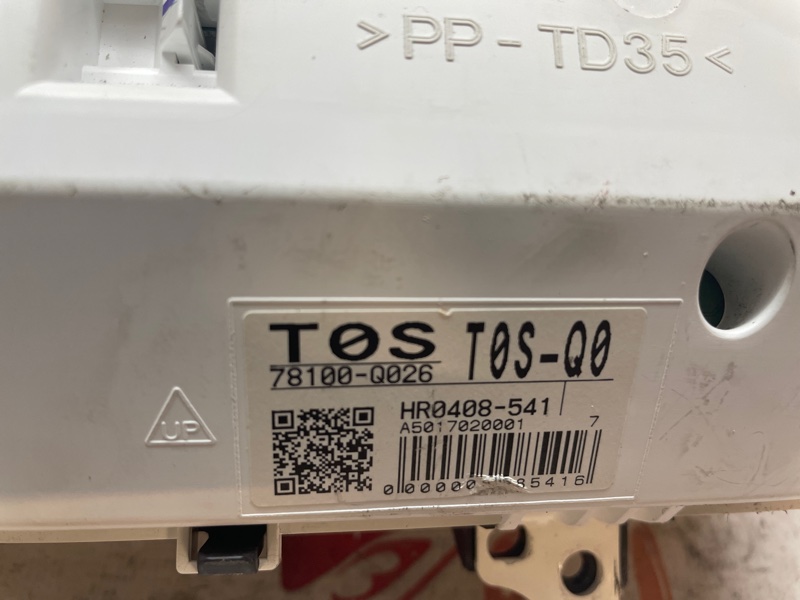 >PP-TD35<
T0S
78100-Q026
T0S-Q0
HR0408-541
A5017020001 7
UP